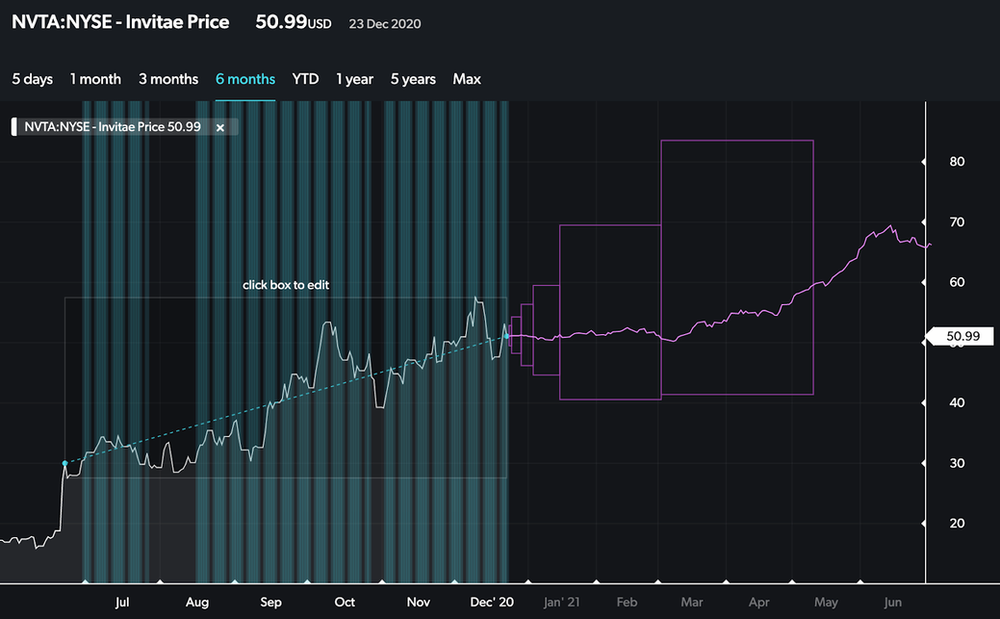 NVTA:NYSE - Invitae Price 50.99USD 23 Dec 2020
5 days 1 month 3 months 6 months YTD 1 year 5 years Max
NVTA:NYSE - Invitae Price 50.99 ×
80
70
click box to edit
60
50.99
40
30
20
Jul Aug Sep Oct Nov Dec' 20 Jan' 21 Feb Mar Apr May Jun